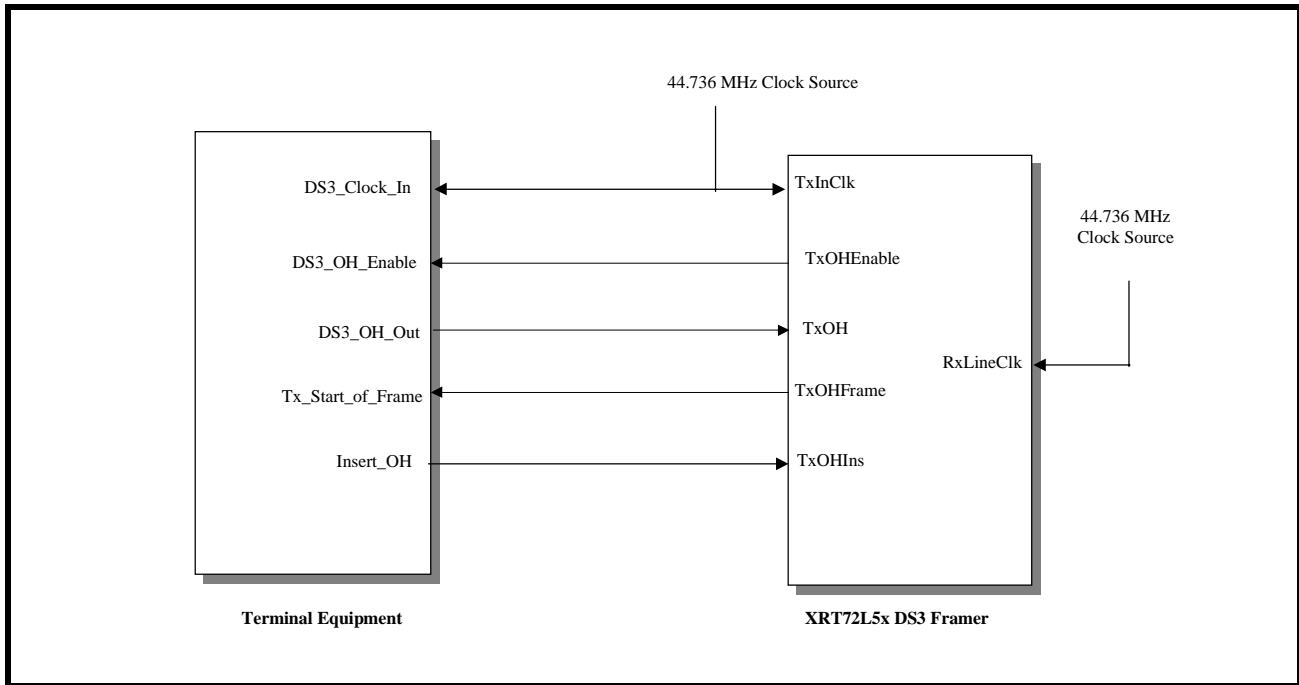 44.736 MHz Clock Source
DS3_Clock_In
TxInClk
44.736 MHz
Clock Source
DS3_OH_Enable
TxOHEnable
DS3_OH_Out
TxOH
RxLineClk
Tx_Start_of_Frame
TxOHFrame
Insert_OH
TxOHIns
Terminal Equipment
XRT72L5x DS3 Framer